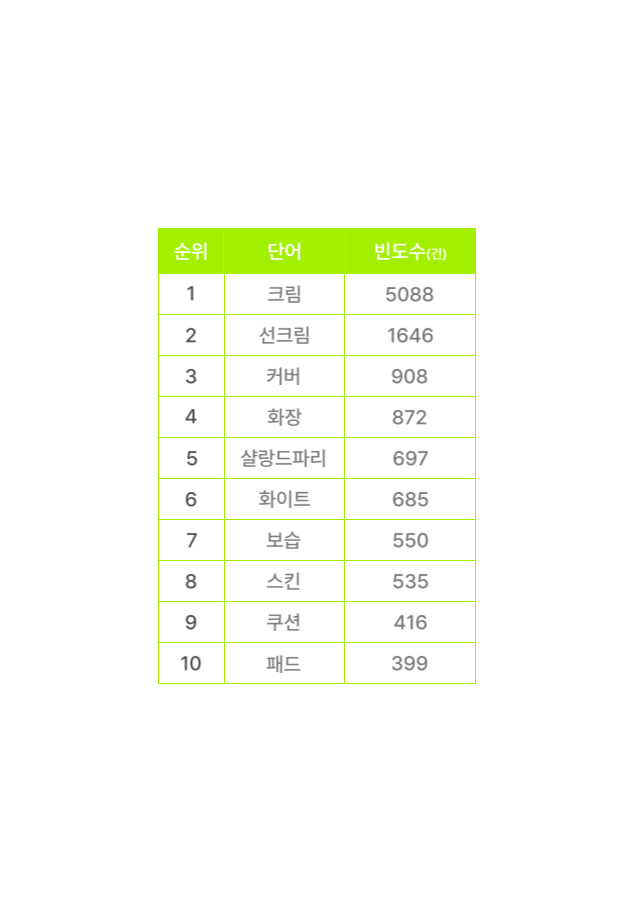 순위 단어 빈도수(건)
1 크림 5088
2 선크림 1646
3 커버 908
4 화장 872
5 샬랑드파리 697
6 화이트 685
7 보습 550
8 스킨 535
9 쿠션 416
10 패드 399